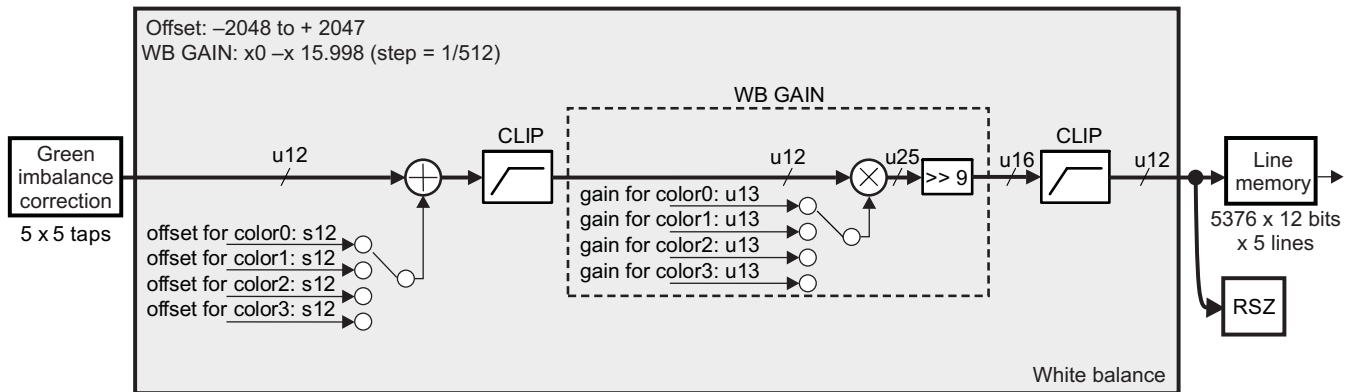 Offset: –2048 to + 2047
WB GAIN: x0 –x 15.998 (step = 1/512)
WB GAIN
Green
imbalance
correction
5 x 5 taps
u12
CLIP
u12
u25
>> 9
u16
CLIP
u12
Line
memory
5376 x 12 bits
x 5 lines
gain for color0: u13
gain for color1: u13
gain for color2: u13
gain for color3: u13
offset for color0: s12
offset for color1: s12
offset for color2: s12
offset for color3: s12
RSZ
White balance